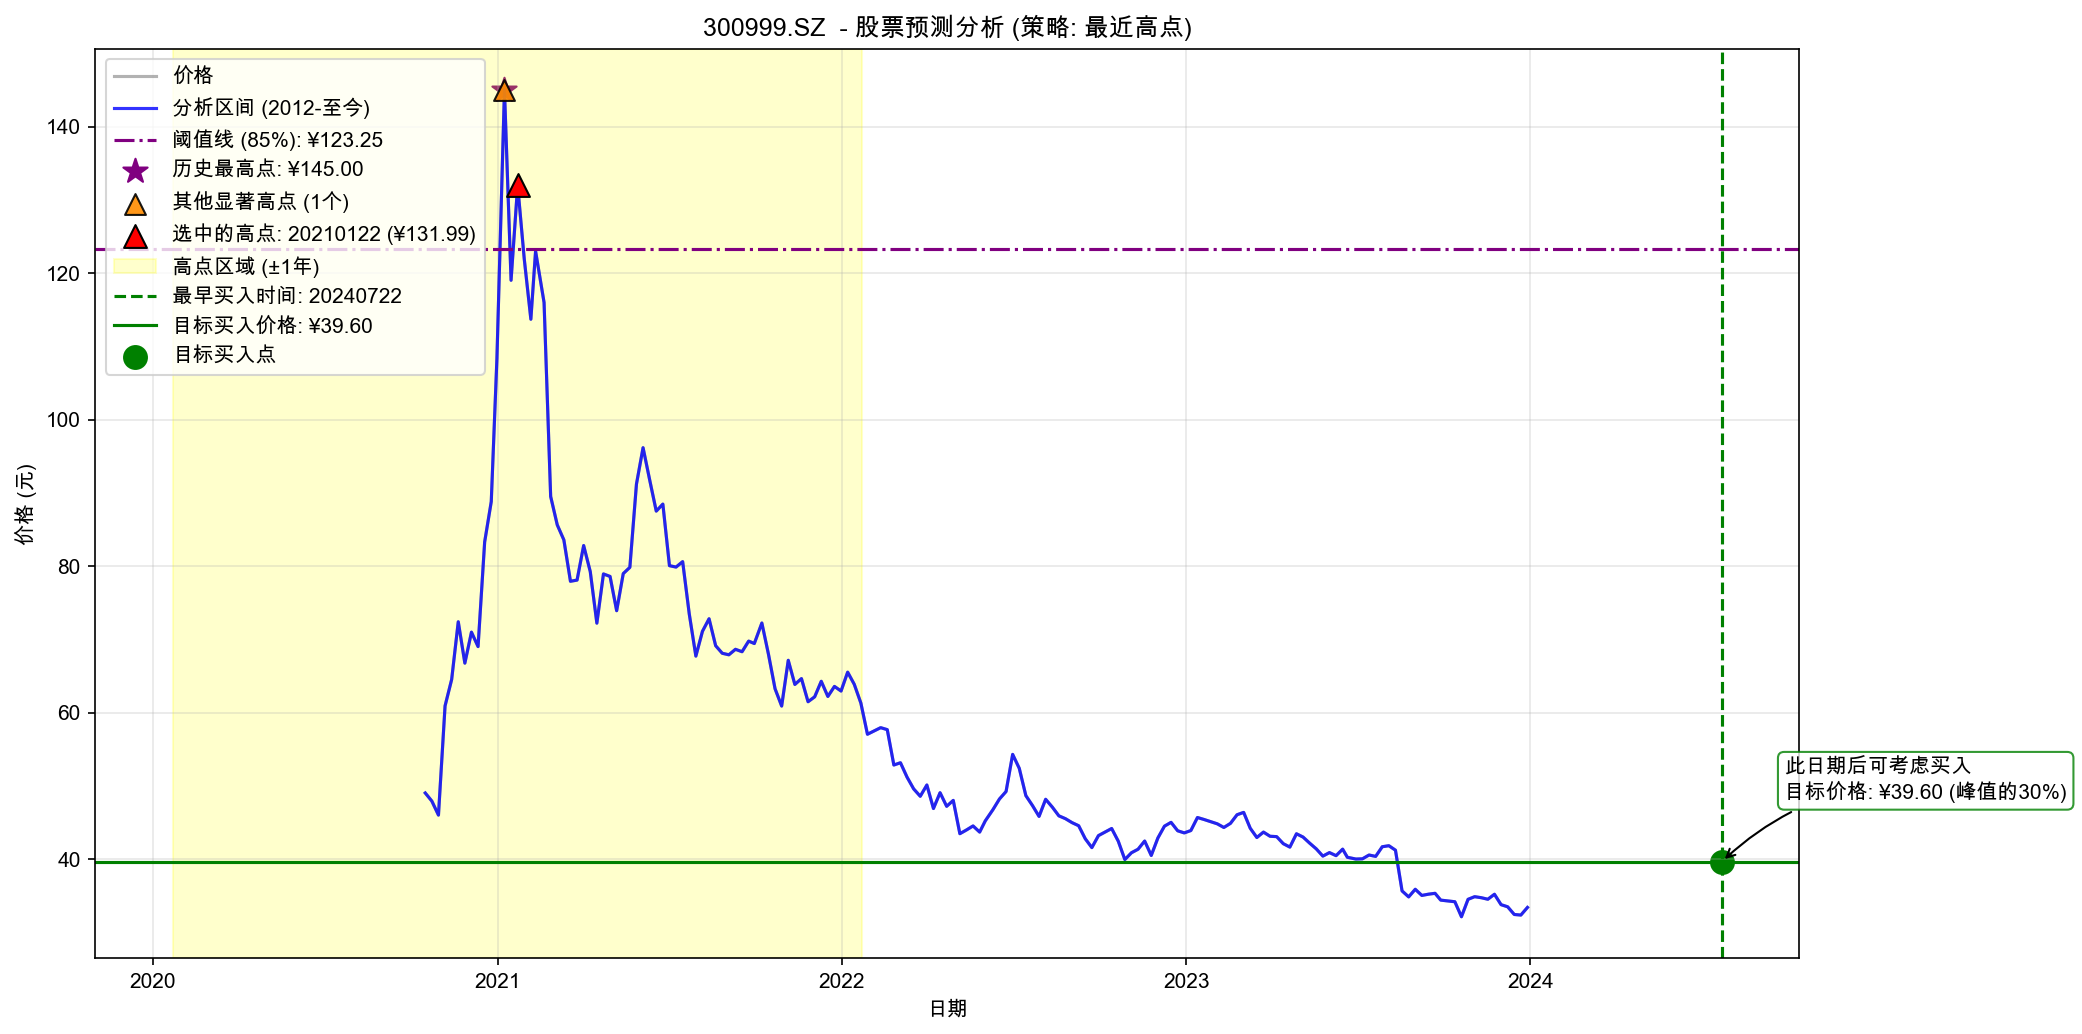 300999.SZ - 股票预测分析 (策略: 最近高点)
价格
分析区间 (2012-至今)
阈值线 (85%): ¥123.25
历史最高点: ¥145.00
其他显著高点 (1个)
选中的高点: 20210122 (¥131.99)
高点区域 (±1年)
最早买入时间: 20240722
目标买入价格: ¥39.60
目标买入点
价格 (元)
140
120
100
80
60
40
此日期后可考虑买入
目标价格: ¥39.60 (峰值的30%)
2020
2021
2022
2023
2024
日期